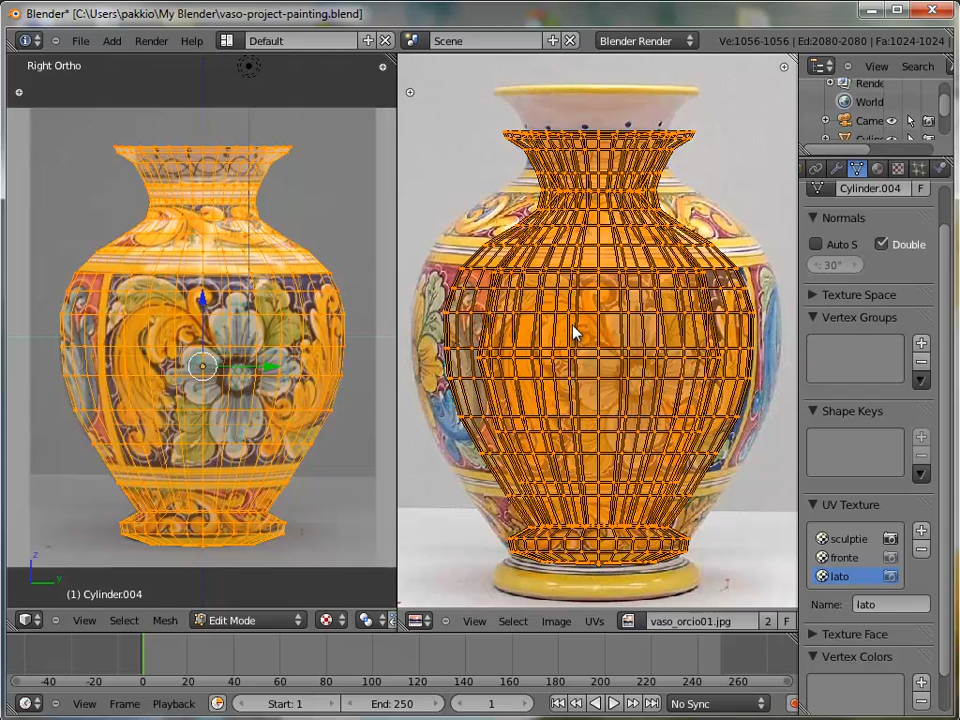 Blender* [C:\Users\pakkio\My Blender\vaso-project-painting.blend]
File Add Render Help Default Scene Blender Render Ve:1056-1056 | Ed:2080-2080 | Fa:1024-1024 |
Right Ortho
View Search
Rende
World
Came
Cylinder.004 F
Normals
Auto S Double
: 30°
Texture Space
Vertex Groups
Shape Keys
UV Texture
sculptie
fronte
lato
Name: lato
Texture Face
Vertex Colors
z
y
(1) Cylinder.004
View Select Mesh Edit Mode
View Select Image UVs vaso_orcio01.jpg 2 F
-40 -20 0 20 40 60 80 100 120 140 160 180 200 220 240 260
View Frame Playback Start: 1 End: 250 1 No Sync